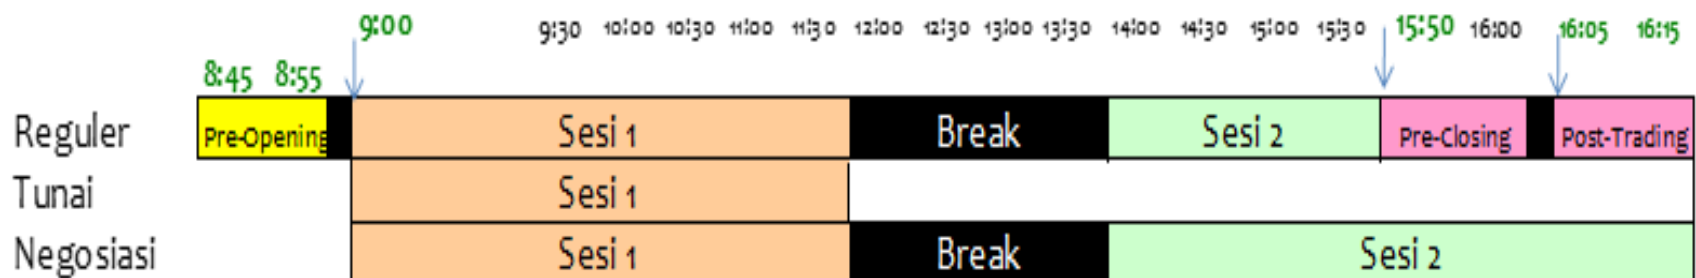 9:00 9:30 10:00 10:30 11:00 11:30 12:00 12:30 13:00 13:30 14:00 14:30 15:00 15:30 15:50 16:00 16:05 16:15
8:45 8:55
Reguler Pre-Opening Sesi 1 Break Sesi 2 Pre-Closing Post-Trading
Tunai Sesi 1
Negosiasi Sesi 1 Break Sesi 2